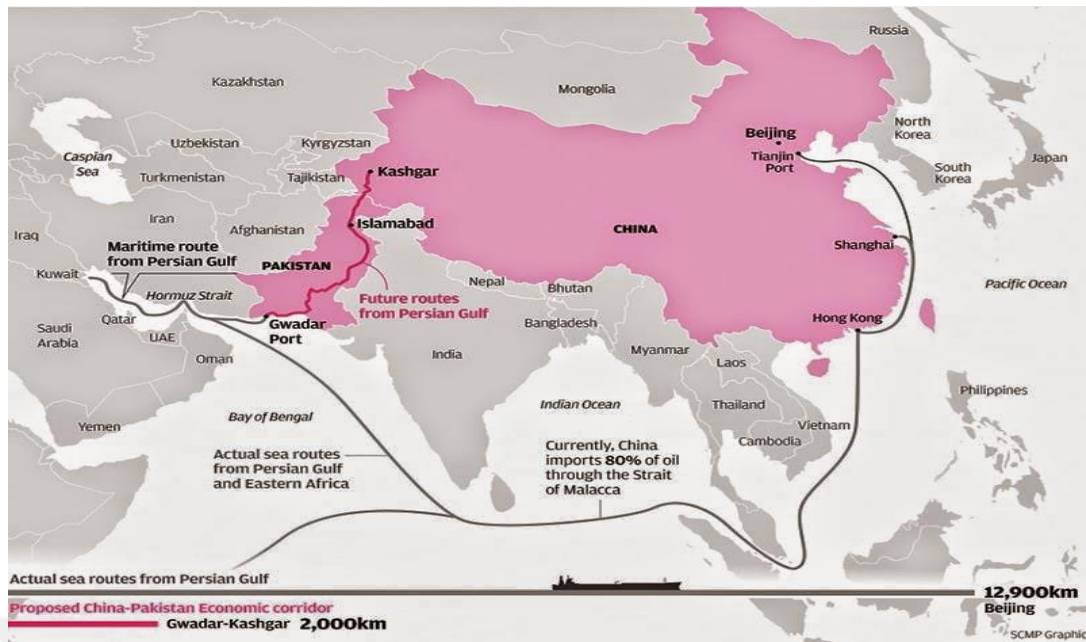 Russia
Kazakhstan
Mongolia
Uzbekistan
Kyrgyzstan
Beijing
North
Korea
Caspian
Sea
Turkmenistan
Tajikistan
Kashgar
Tianjin
Port
South
Korea
Japan
Iran
Afghanistan
Islamabad
Iraq
CHINA
Shanghai
Maritime route
from Persian Gulf
PAKISTAN
Kuwait
Hormuz Strait
Future routes
from Persian Gulf
Nepal
Bhutan
Pacific Ocean
Qatar
Gwadar
Port
Bangladesh
Hong Kong
Saudi
Arabia
UAE
Oman
India
Myanmar
Laos
Yemen
Bay of Bengal
Indian Ocean
Thailand
Philippines
Vietnam
Cambodia
Actual sea routes
from Persian Gulf
and Eastern Africa
Currently, China
imports 80% of oil
through the Strait
of Malacca
Actual sea routes from Persian Gulf
12,900km
Beijing
Proposed China-Pakistan Economic corridor
Gwadar-Kashgar 2,000km
SCMP Graphic